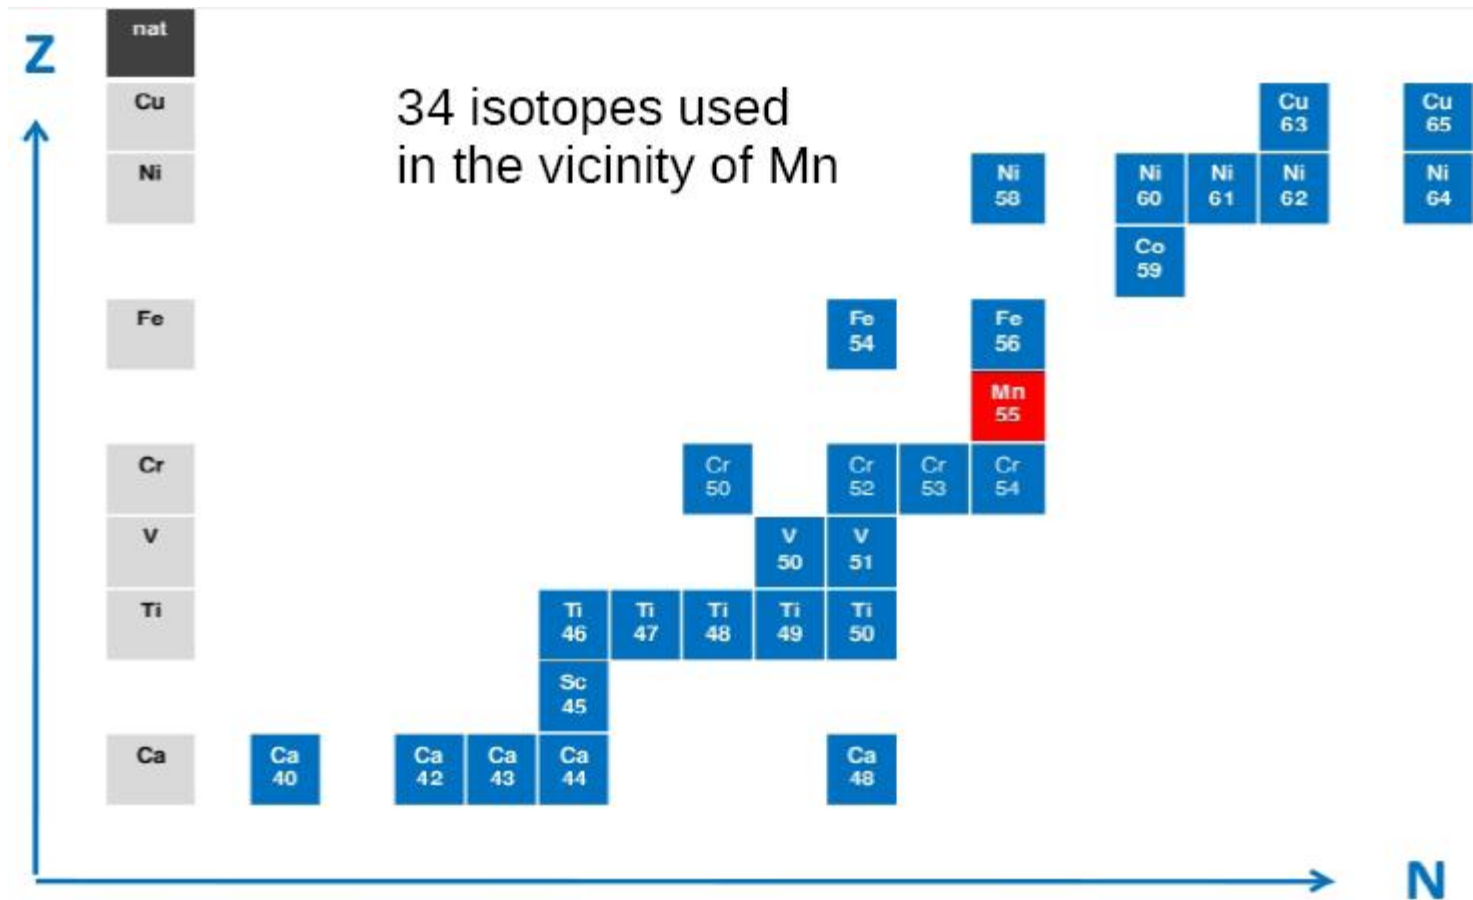 Z
nat
34 isotopes used
in the vicinity of Mn
Cu
Cu
63
Cu
65
Ni
Ni
58
Ni
60
Ni
61
Ni
62
Ni
64
Co
59
Fe
Fe
54
Fe
56
Mn
55
Cr
Cr
50
Cr
52
Cr
53
Cr
54
V
V
50
V
51
Ti
Ti
46
Ti
47
Ti
48
Ti
49
Ti
50
Sc
45
Ca
Ca
40
Ca
42
Ca
43
Ca
44
Ca
48
N